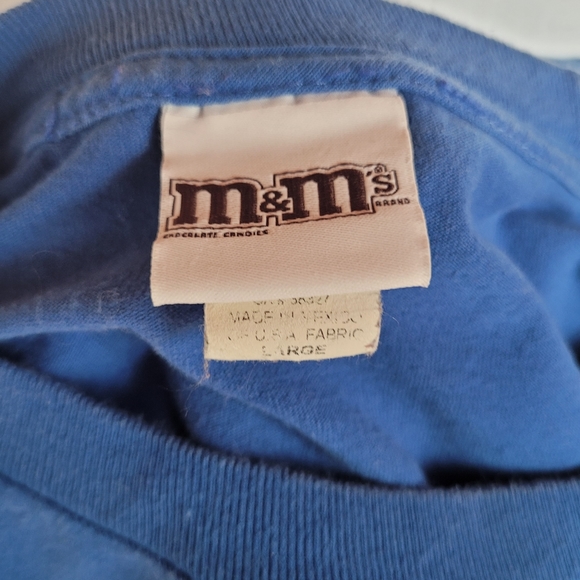 m&m's®
BRAND
CHOCOLATE CANDIES
MADE IN MEXICO
OF U.S.A. FABRIC
LARGE